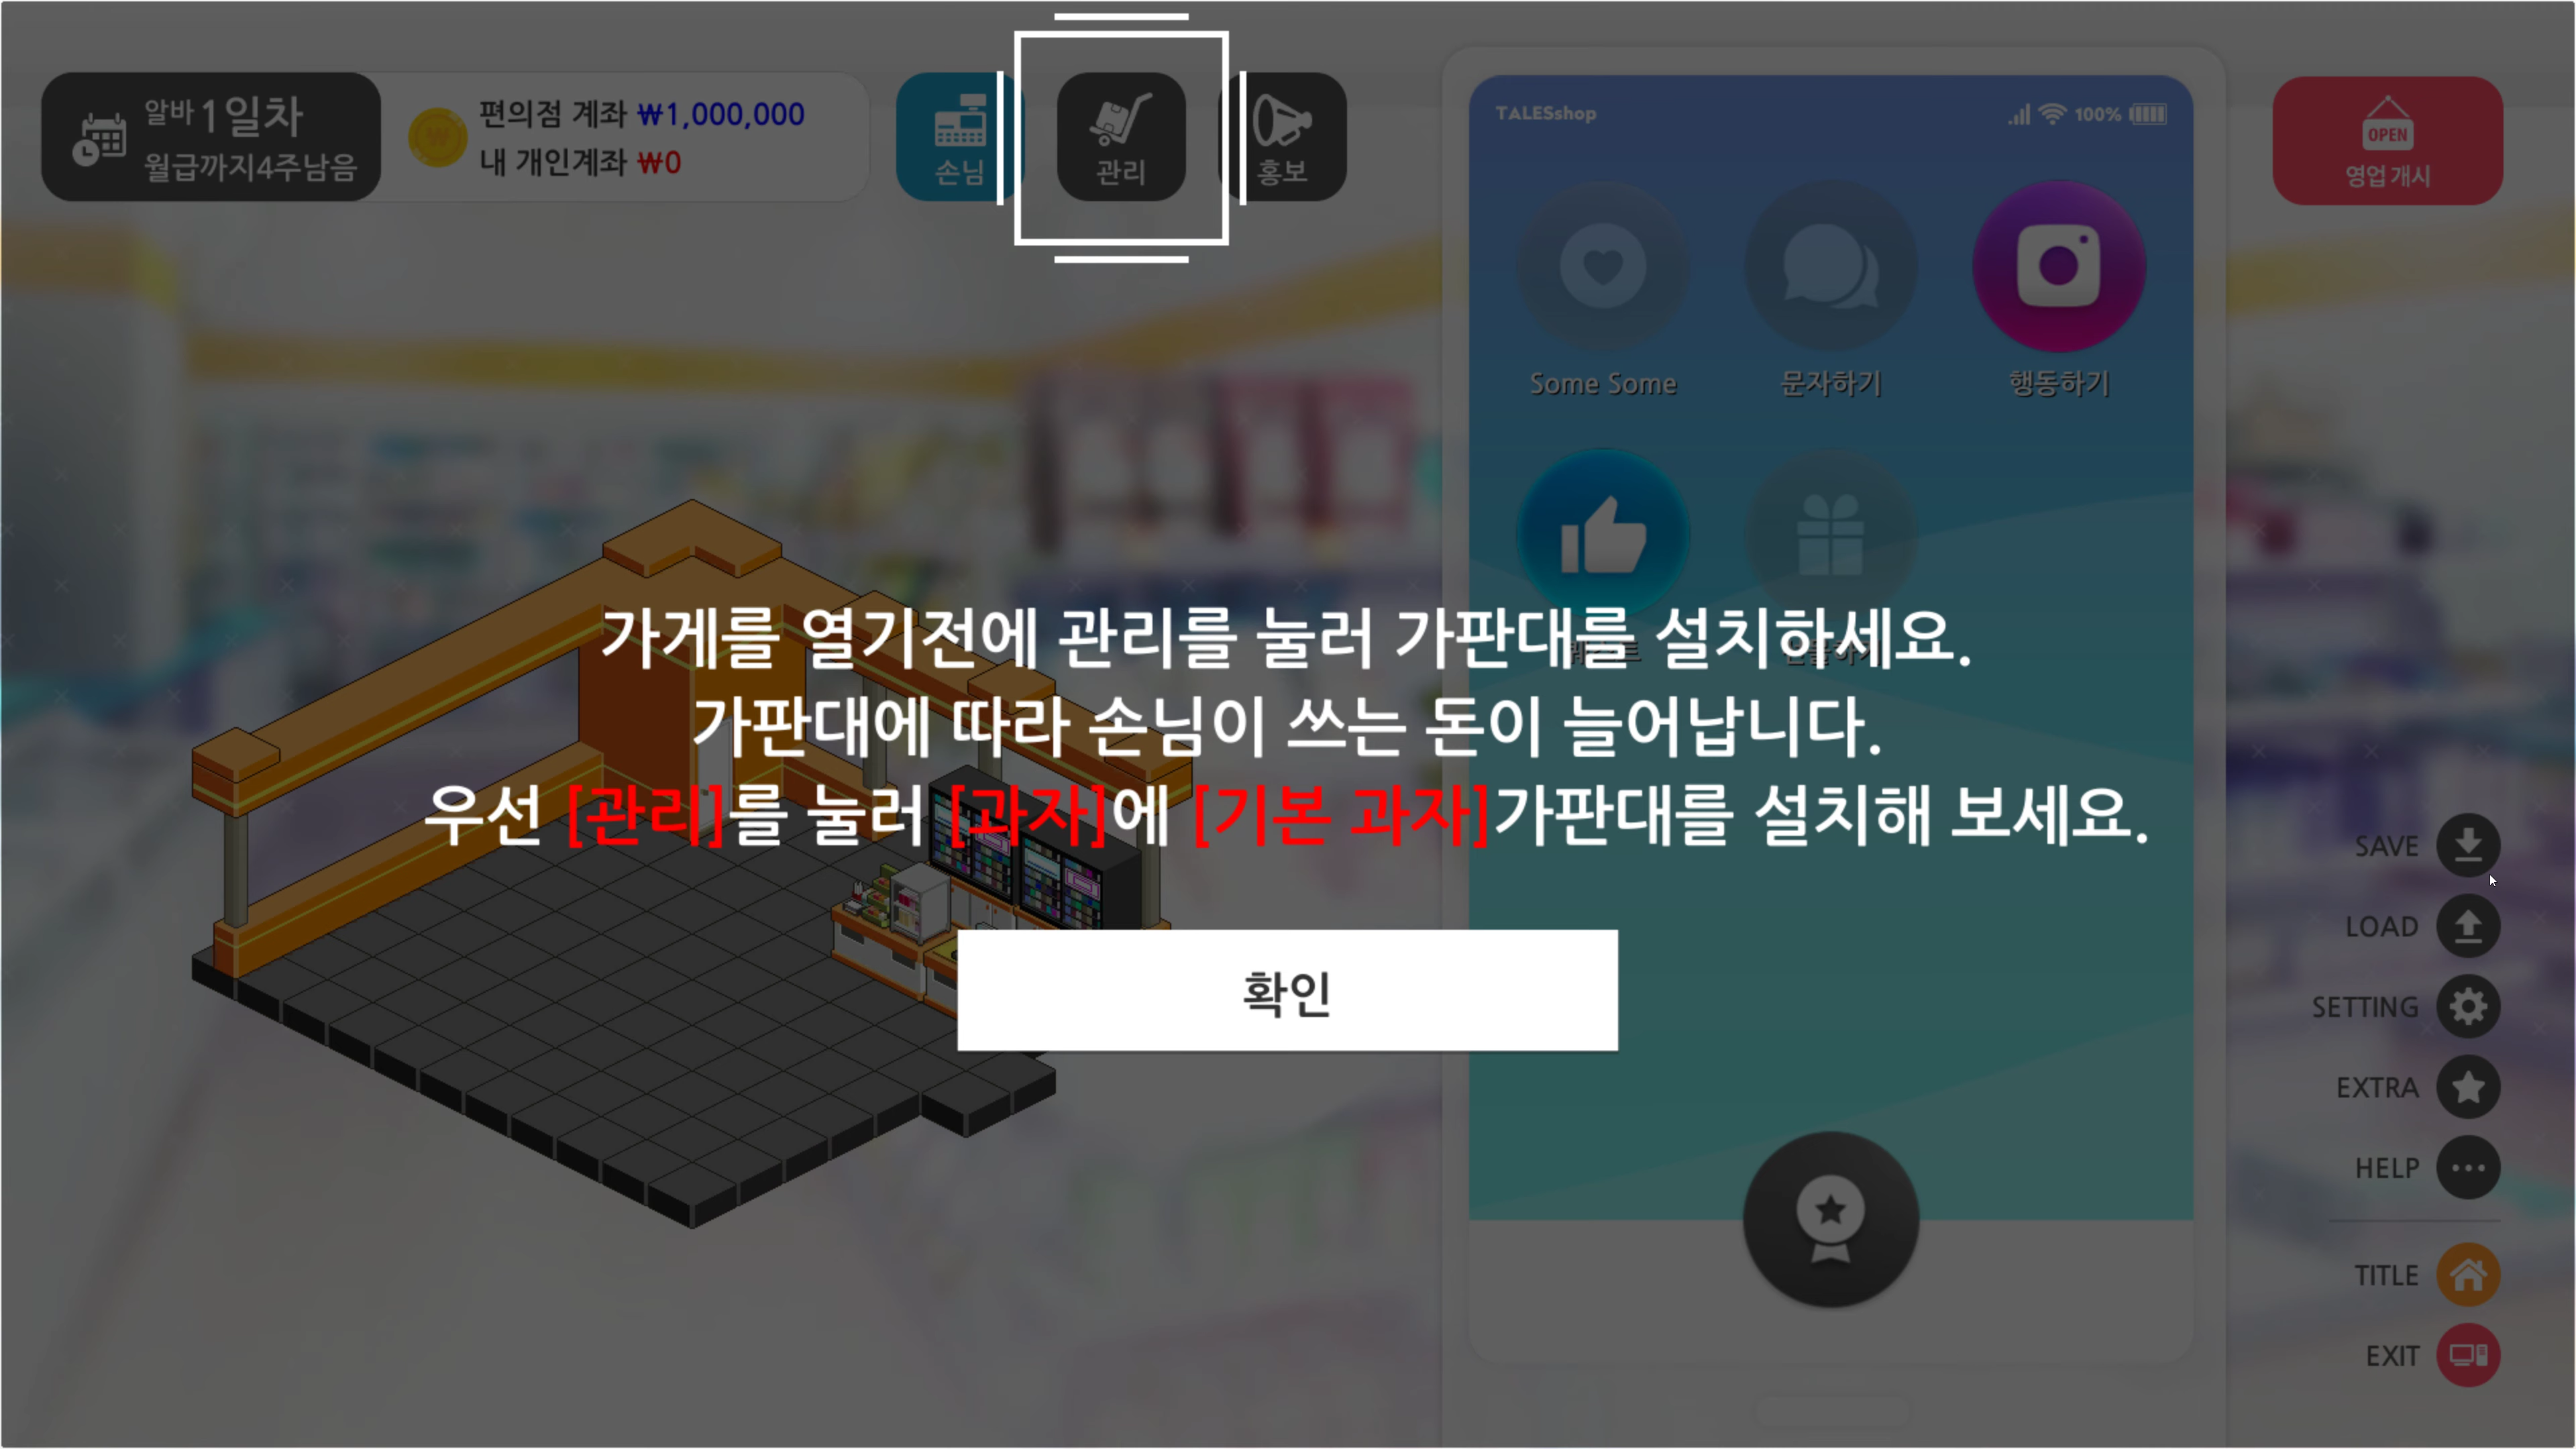 알바 1일차
월급까지4주남음
편의점 계좌 ₩1,000,000
내 개인계좌 ₩0
손님
관리
홍보
TALESshop
100%
OPEN
영업 개시
Some Some
문자하기
행동하기
가게를 열기전에 관리를 눌러 가판대를 설치하세요.
가판대에 따라 손님이 쓰는 돈이 늘어납니다.
우선 [관리]를 눌러 [과자]에 [기본 과자]가판대를 설치해 보세요.
확인
SAVE
LOAD
SETTING
EXTRA
HELP
TITLE
EXIT